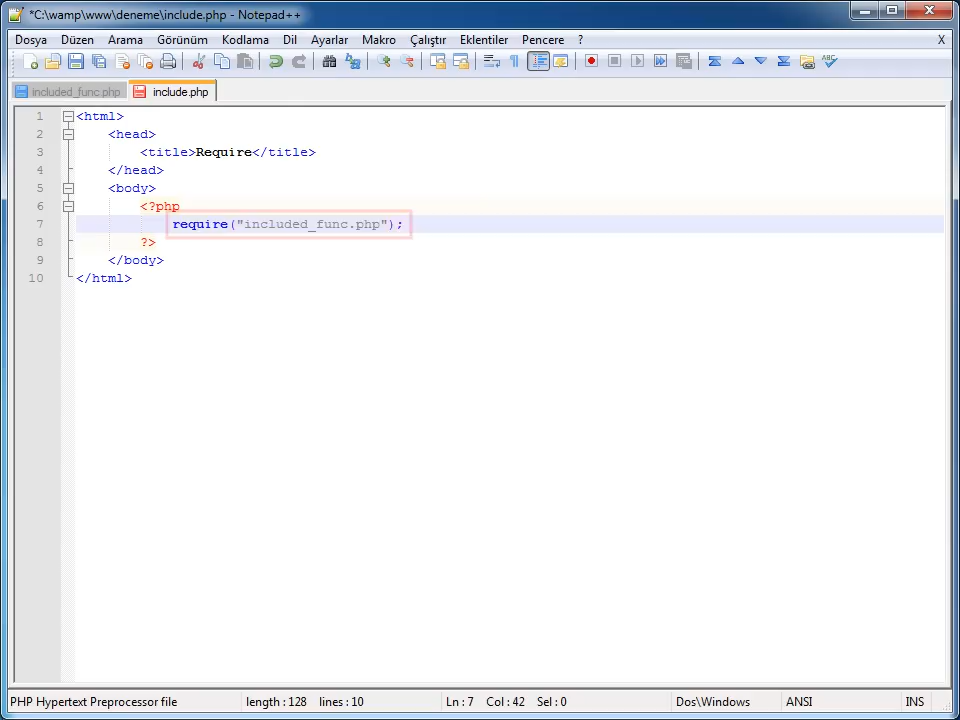 *C:\wamp\www\deneme\include.php - Notepad++
Dosya Düzen Arama Görünüm Kodlama Dil Ayarlar Makro Çalıştır Eklentiler Pencere ? X
included_func.php include.php
1 <html>
2 <head>
3 <title>Require</title>
4 </head>
5 <body>
6 <?php
7 require("included_func.php");
8 ?>
9 </body>
10 </html>
PHP Hypertext Preprocessor file length : 128 lines : 10 Ln : 7 Col : 42 Sel : 0 Dos\Windows ANSI INS